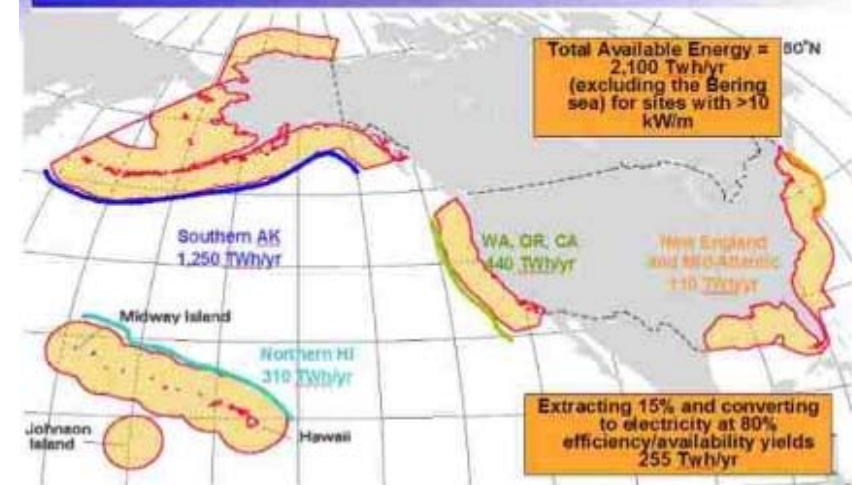 Total Available Energy =
2,100 Twh/yr
(excluding the Bering
sea) for sites with >10
kW/m
60°N
Southern AK
1,250 TWh/yr
WA, OR, CA
440 TWh/yr
New England
and Mid-Atlantic
110 TWh/yr
Midway Island
Northern HI
310 TWh/yr
Johnson
Island
Hawaii
Extracting 15% and converting
to electricity at 80%
efficiency/availability yields
255 Twh/yr